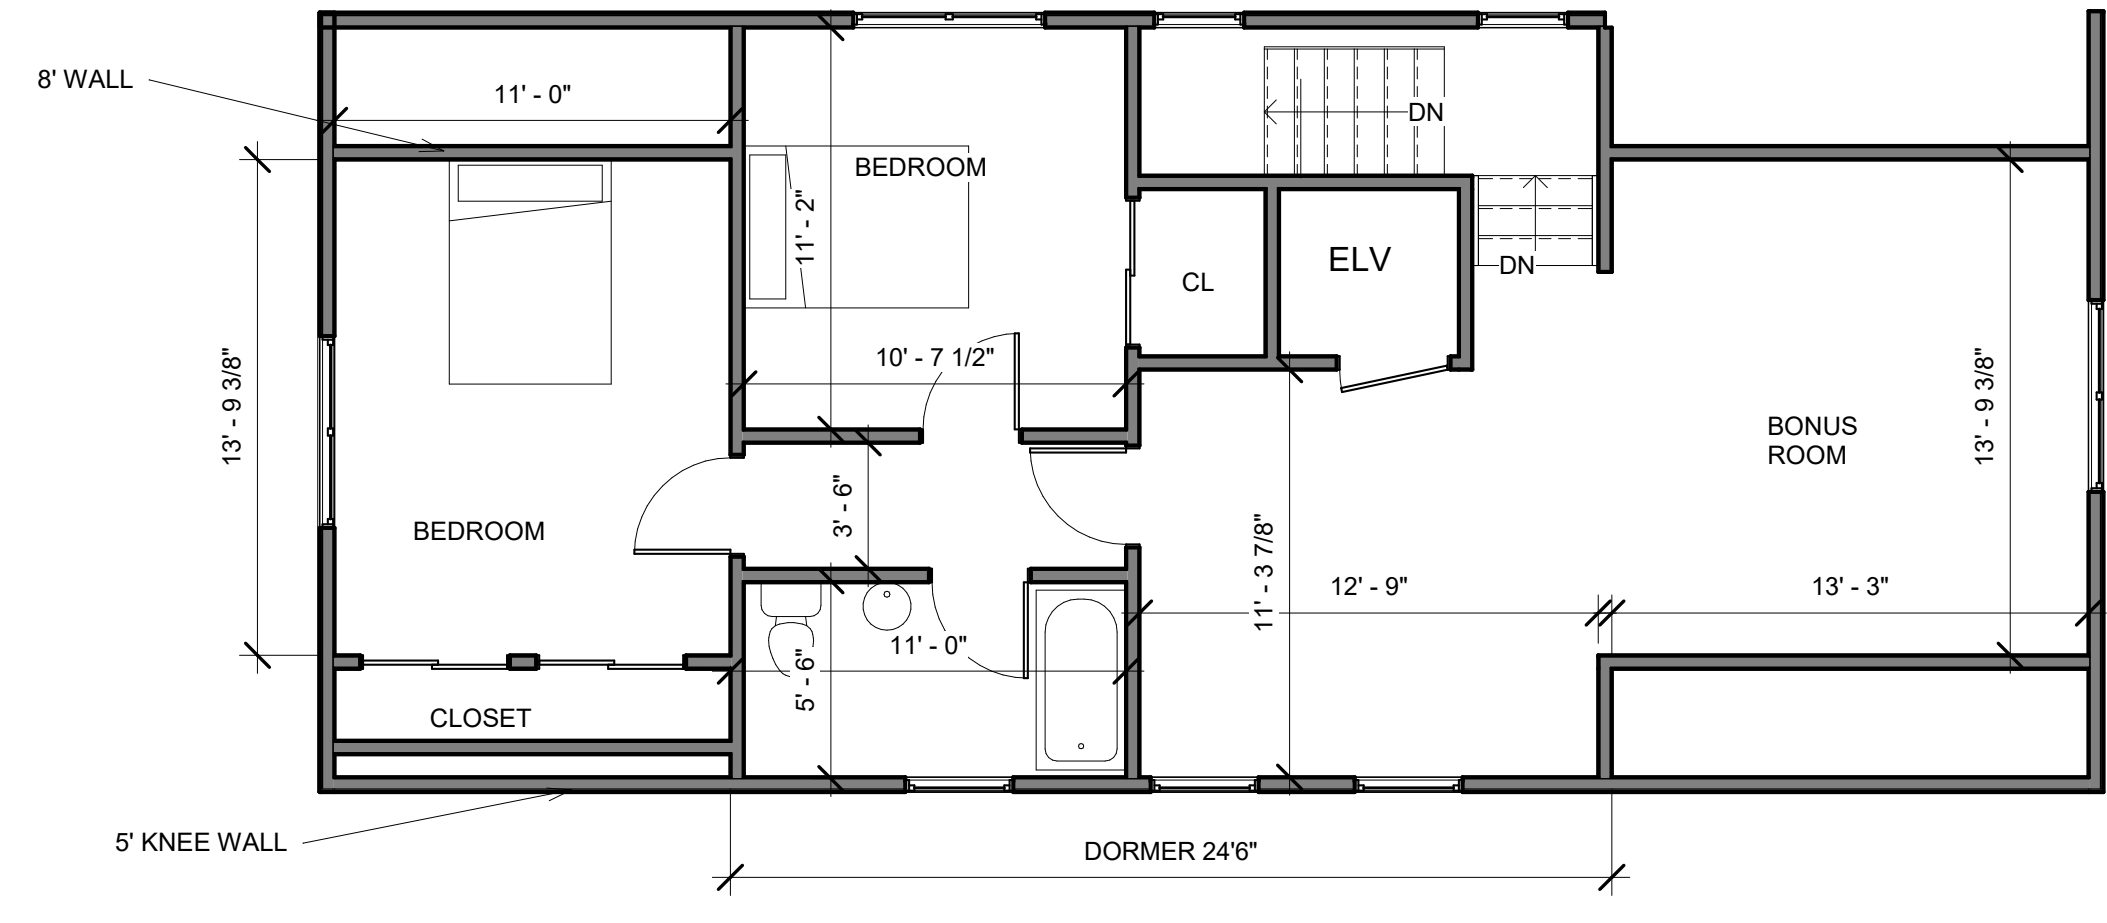 8' WALL
11' - 0"
DN
BEDROOM
11' - 2"
DN
ELV
CL
10' - 7 1/2"
13' - 9 3/8"
13' - 9 3/8"
BONUS
ROOM
3' - 6"
BEDROOM
11' - 3 7/8"
12' - 9"
13' - 3"
11' - 0"
5' - 6"
CLOSET
5' KNEE WALL
DORMER 24'6"